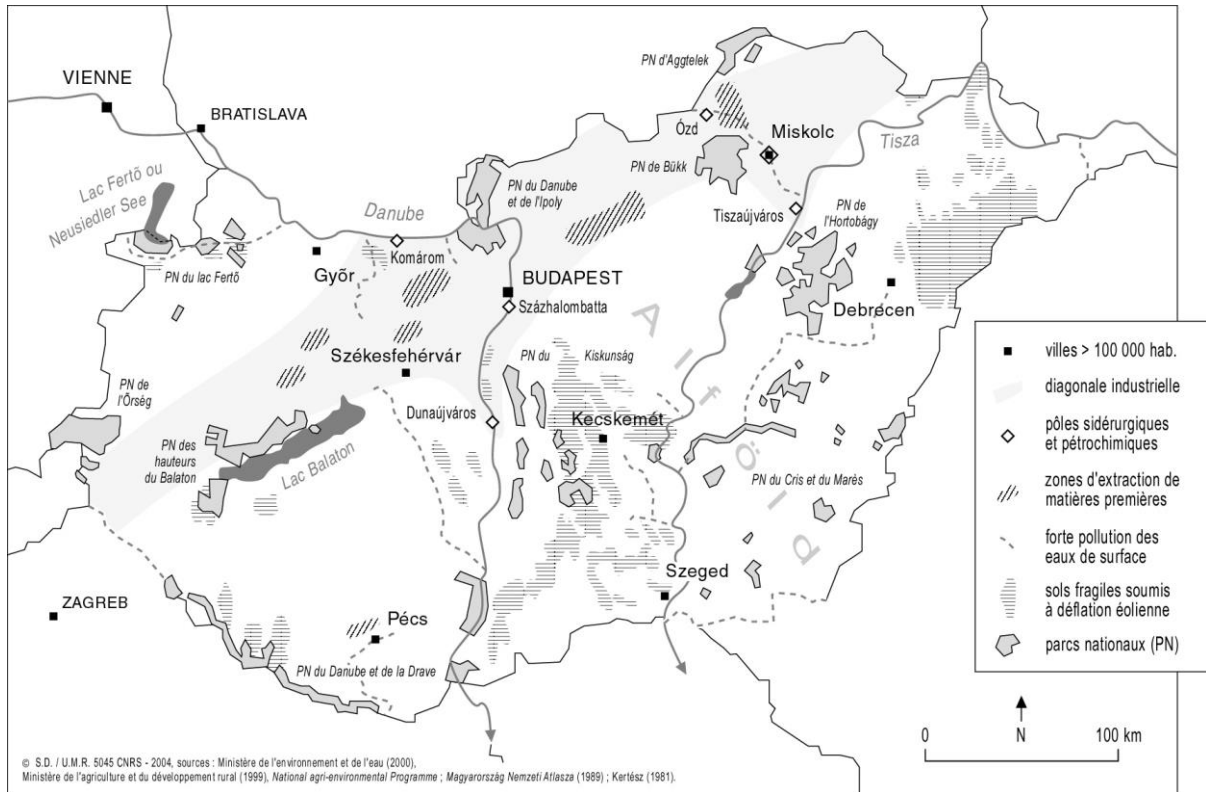 PN d'Aggtelek
VIENNE
BRATISLAVA
Ózd
Miskolc
Tisza
Lac Fertő ou
Neusiedler See
PN du Danube
et de l'Ipoly
PN de Bükk
Tiszaújváros
PN de
l'Hortobágy
Danube
Komárom
PN du lac Fertő
Győr
BUDAPEST
Százhalombatta
Debrecen
Alföld
Székesfehérvár
PN du Kiskunság
PN de
l'Őrség
Dunaújváros
Kecskemét
PN des
hauteurs
du Balaton
Lac Balaton
PN du Cris et du Marès
Szeged
ZAGREB
Pécs
PN du Danube et de la Drave
villes > 100 000 hab.
diagonale industrielle
pôles sidérurgiques
et pétrochimiques
zones d'extraction de
matières premières
forte pollution des
eaux de surface
sols fragiles soumis
à déflation éolienne
parcs nationaux (PN)
0 N 100 km
© S.D. / U.M.R. 5045 CNRS - 2004, sources : Ministère de l'environnement et de l'eau (2000),
Ministère de l'agriculture et du développement rural (1999), National agri-environmental Programme ; Magyarország Nemzeti Atlasza (1989) ; Kertész (1981).